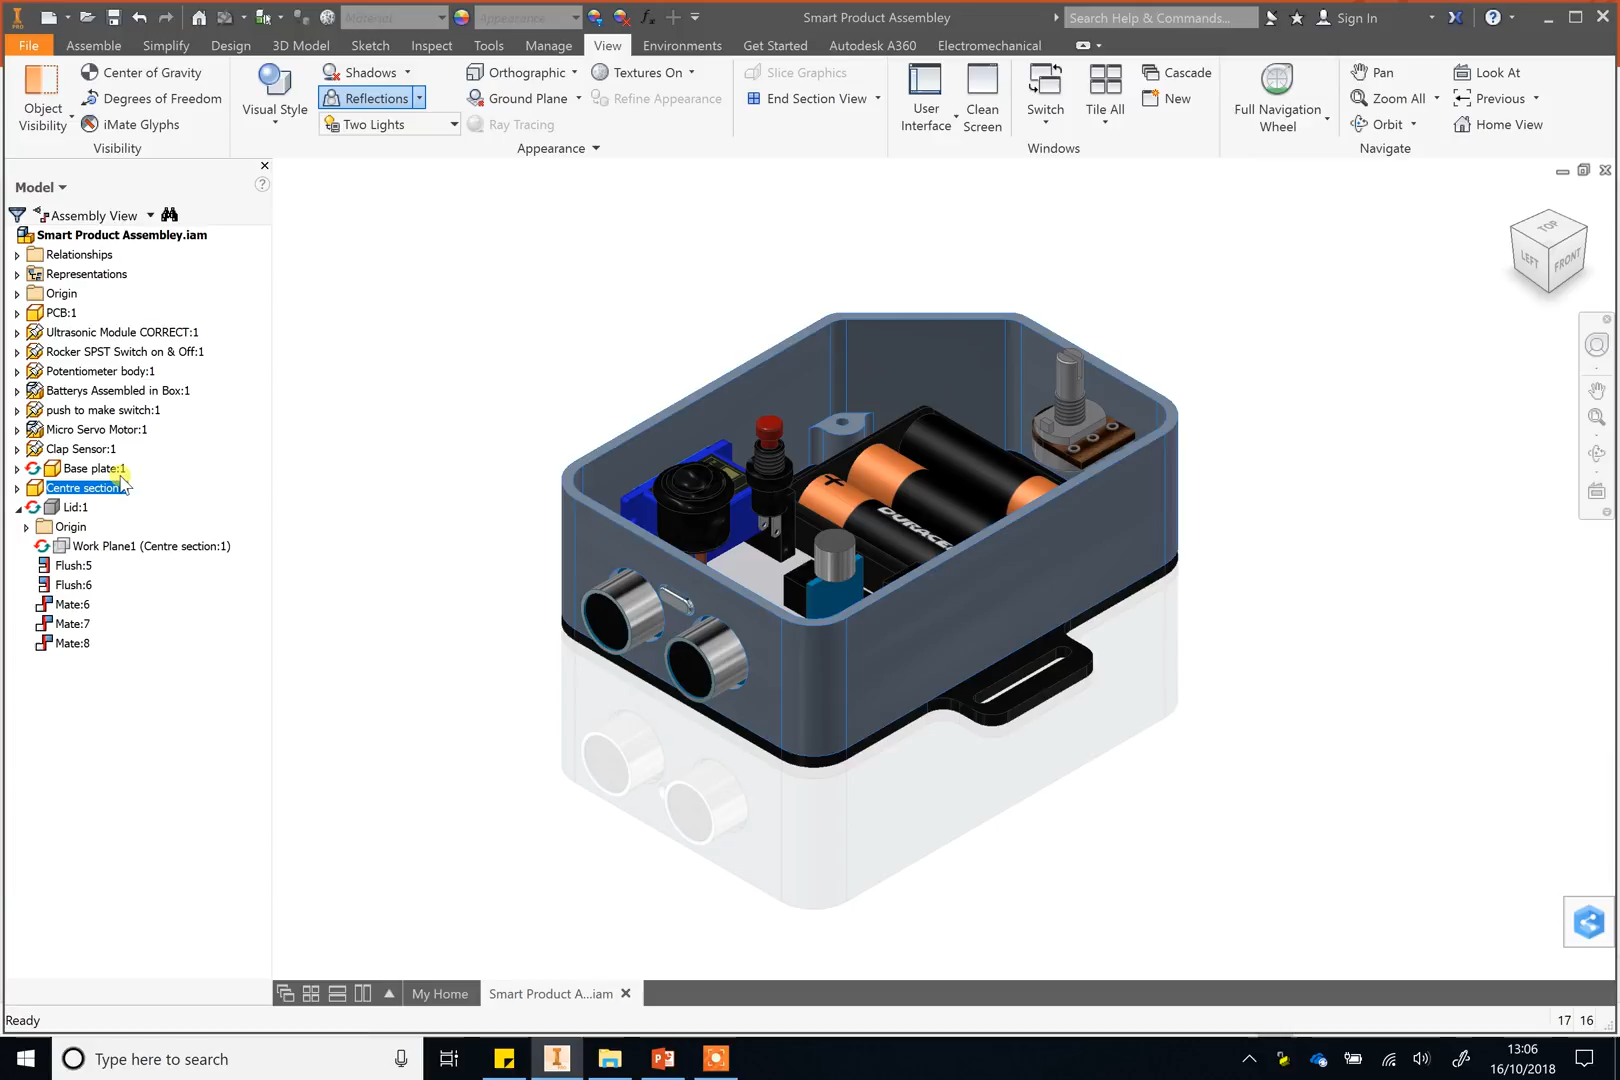 PRO
Material
Appearance
fx
Smart Product Assembley
Search Help & Commands...
Sign In
File
Assemble
Simplify
Design
3D Model
Sketch
Inspect
Tools
Manage
View
Environments
Get Started
Autodesk A360
Electromechanical
Object
Visibility
Center of Gravity
Degrees of Freedom
iMate Glyphs
Visibility
Visual Style
Shadows
Reflections
Two Lights
Orthographic
Ground Plane
Ray Tracing
Textures On
Refine Appearance
Appearance
Slice Graphics
End Section View
User
Interface
Clean
Screen
Switch
Tile All
Cascade
New
Windows
Full Navigation
Wheel
Pan
Zoom All
Orbit
Look At
Previous
Home View
Navigate
Model
Assembly View
Smart Product Assembley.iam
Relationships
Representations
Origin
PCB:1
Ultrasonic Module CORRECT:1
Rocker SPST Switch on & Off:1
Potentiometer body:1
Batterys Assembled in Box:1
push to make switch:1
Micro Servo Motor:1
Clap Sensor:1
Base plate:1
Centre section
Lid:1
Origin
Work Plane1 (Centre section:1)
Flush:5
Flush:6
Mate:6
Mate:7
Mate:8
TOP
LEFT
FRONT
+
DURACE
My Home
Smart Product A...iam
Ready
17 16
Type here to search
13:06
16/10/2018